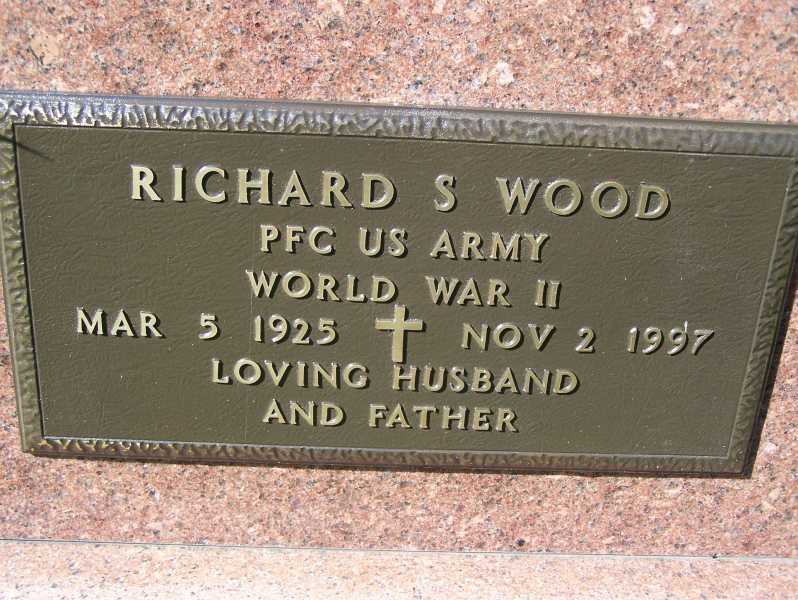 RICHARD S WOOD
PFC US ARMY
WORLD WAR II
MAR 5 1925 NOV 2 1997
LOVING HUSBAND
AND FATHER